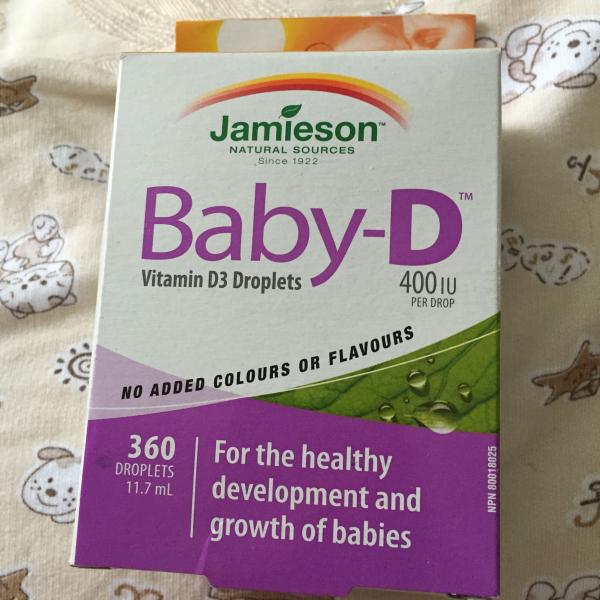 Jamieson™
NATURAL SOURCES
Since 1922
Baby-D™
Vitamin D3 Droplets
400 IU
PER DROP
NO ADDED COLOURS OR FLAVOURS
360
DROPLETS
11.7 mL
For the healthy
development and
growth of babies
NPN 80018025